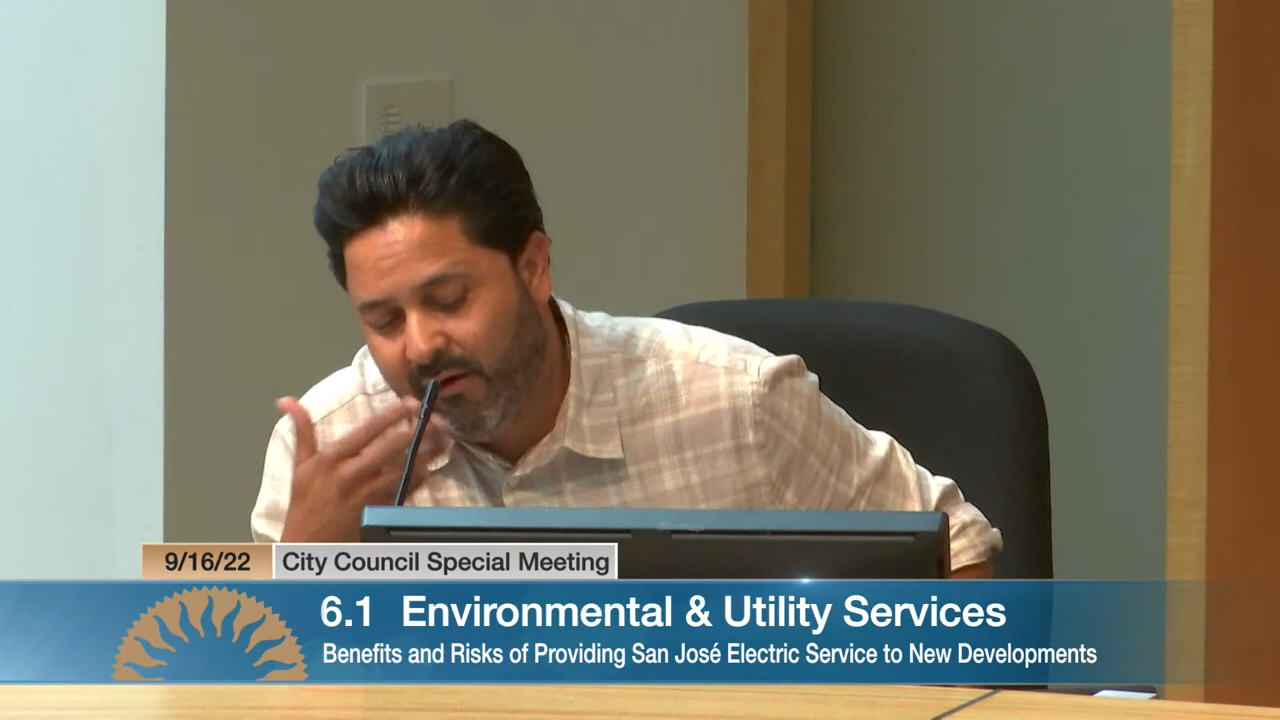 9/16/22 City Council Special Meeting
6.1 Environmental & Utility Services
Benefits and Risks of Providing San José Electric Service to New Developments